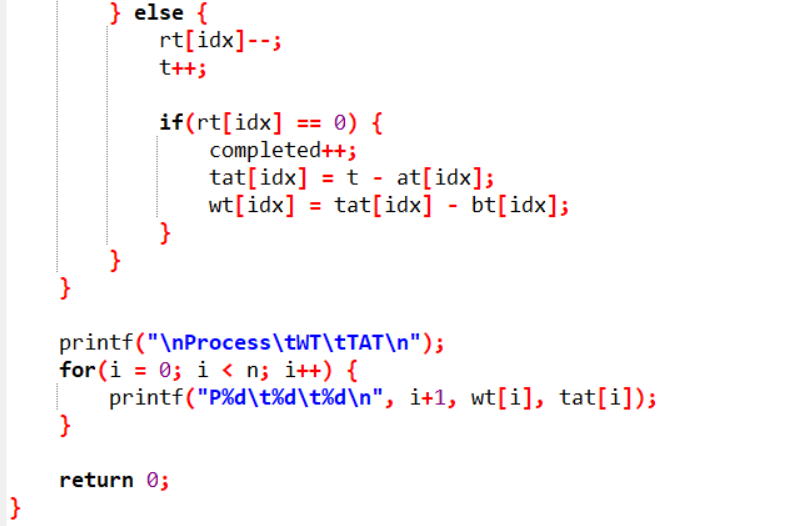 } else {
rt[idx]--;
t++;
if(rt[idx] == 0) {
completed++;
tat[idx] = t - at[idx];
wt[idx] = tat[idx] - bt[idx];
}
}
}
printf("\nProcess\tWT\tTAT\n");
for(i = 0; i < n; i++) {
printf("P%d\t%d\t%d\n", i+1, wt[i], tat[i]);
}
return 0;
}